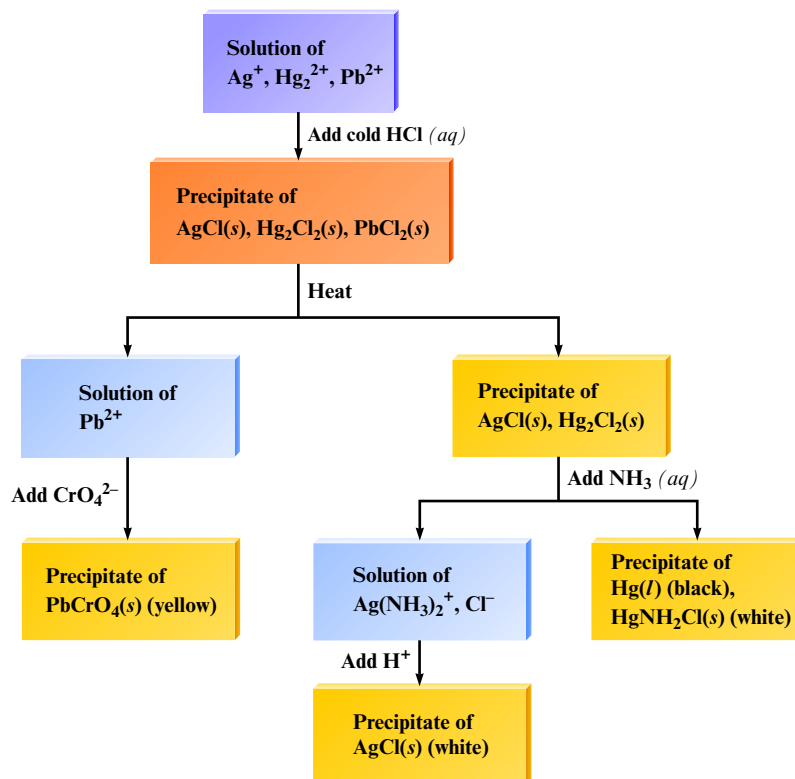 Solution of
Ag⁺, Hg₂²⁺, Pb²⁺
Add cold HCl (aq)
Precipitate of
AgCl(s), Hg₂Cl₂(s), PbCl₂(s)
Heat
Solution of
Pb²⁺
Precipitate of
AgCl(s), Hg₂Cl₂(s)
Add CrO₄²⁻
Add NH₃ (aq)
Precipitate of
PbCrO₄(s) (yellow)
Solution of
Ag(NH₃)₂⁺, Cl⁻
Precipitate of
Hg(l) (black),
HgNH₂Cl(s) (white)
Add H⁺
Precipitate of
AgCl(s) (white)